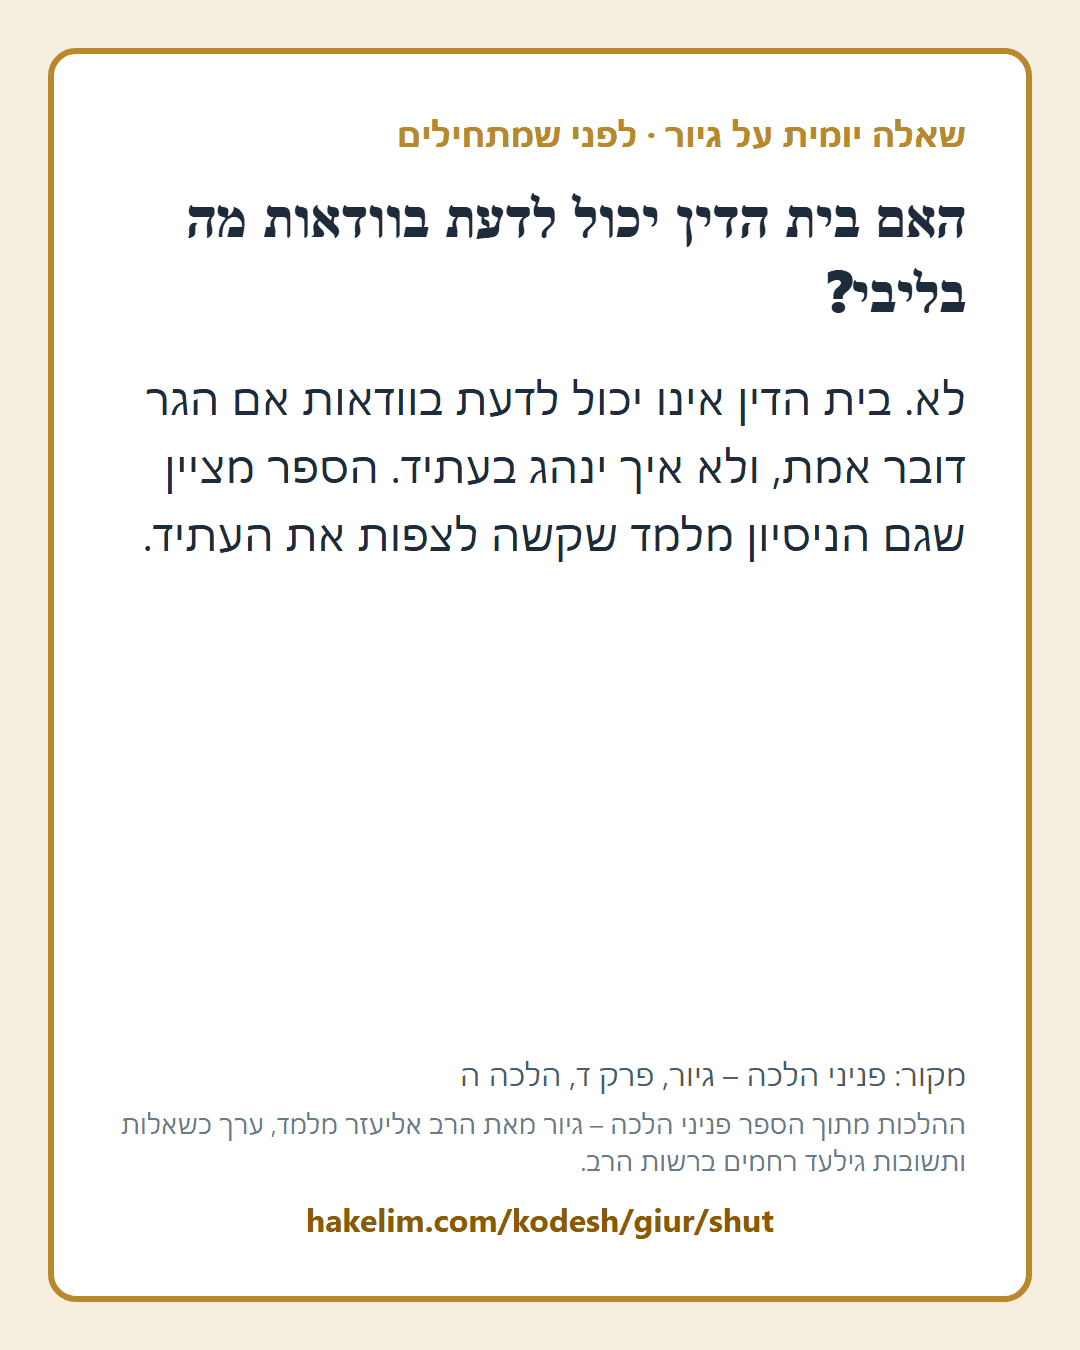 שאלה יומית על גיור · לפני שמתחילים
האם בית הדין יכול לדעת בוודאות מה
בליבי?
לא. בית הדין אינו יכול לדעת בוודאות אם הגר
דובר אמת, ולא איך ינהג בעתיד. הספר מציין
שגם הניסיון מלמד שקשה לצפות את העתיד.
מקור: פניני הלכה – גיור, פרק ד, הלכה ה
ההלכות מתוך הספר פניני הלכה – גיור מאת הרב אליעזר מלמד, ערך כשאלות
ותשובות גילעד רחמים ברשות הרב.
hakelim.com/kodesh/giur/shut